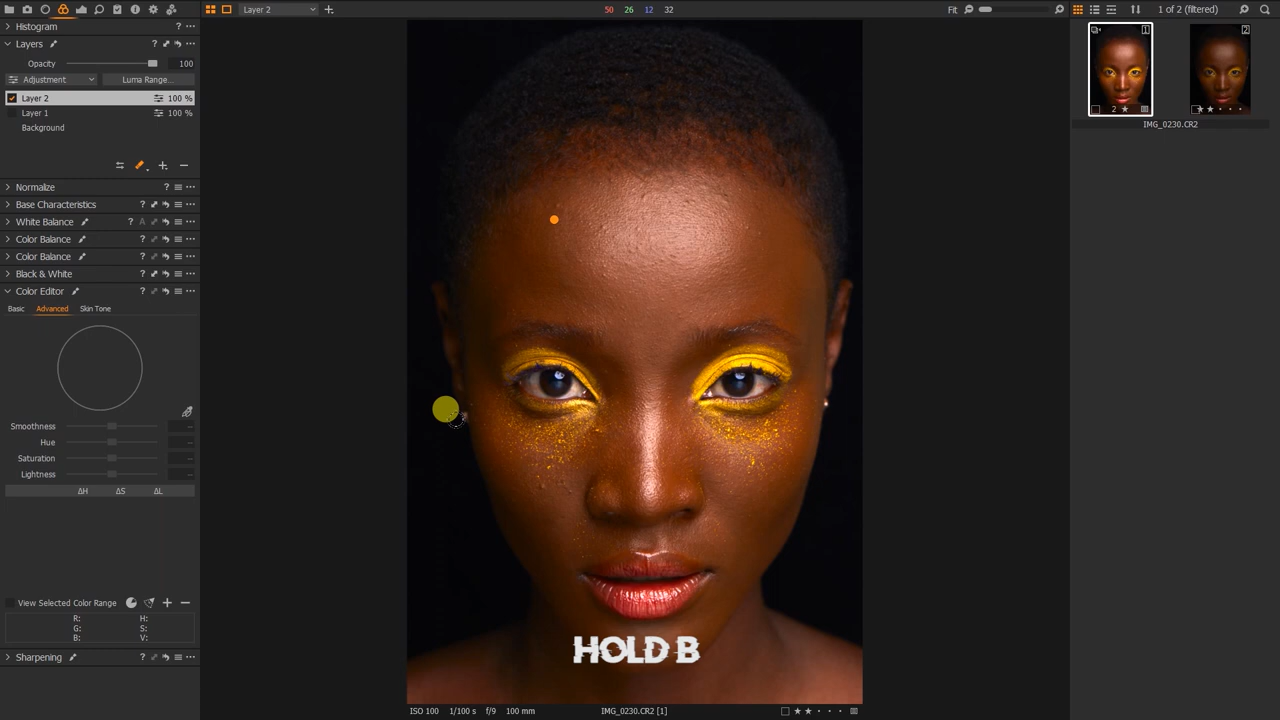 Layer 2
50 26 12 32
Fit
1 of 2 (filtered)
Histogram ? ...
Layers ? ...
Opacity 100
Adjustment Luma Range...
Layer 2 100 %
Layer 1 100 %
Background
Normalize ? ...
Base Characteristics ? ...
White Balance ? A ...
Color Balance ? ...
Color Balance ? ...
Black & White ? ...
Color Editor ? ...
Basic Advanced Skin Tone
Smoothness –
Hue –
Saturation –
Lightness –
ΔH ΔS ΔL
View Selected Color Range
R: H:
G: S:
B: V:
Sharpening ? ...
HOLD B
ISO 100 1/100 s f/9 100 mm IMG_0230.CR2 [1]
1
2
2
IMG_0230.CR2